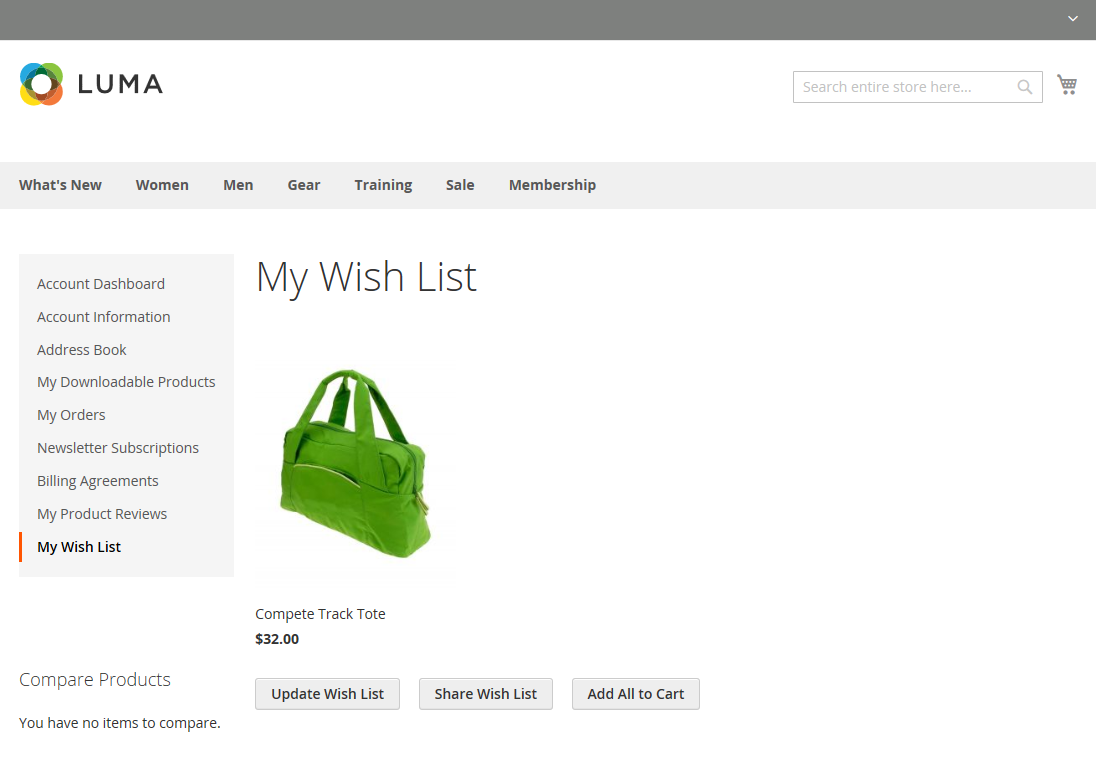 LUMA
Search entire store here...
What's New Women Men Gear Training Sale Membership
Account Dashboard
Account Information
Address Book
My Downloadable Products
My Orders
Newsletter Subscriptions
Billing Agreements
My Product Reviews
My Wish List
My Wish List
Compete Track Tote
$32.00
Update Wish List Share Wish List Add All to Cart
Compare Products
You have no items to compare.